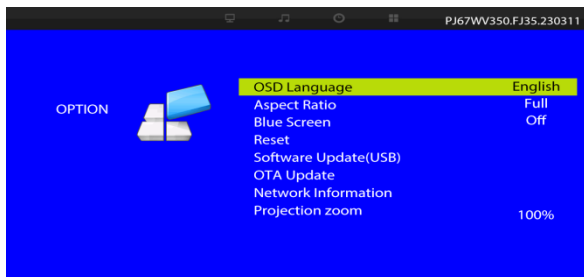 PJ67WV350.FJ35.230311
OPTION
OSD Language English
Aspect Ratio Full
Blue Screen Off
Reset
Software Update(USB)
OTA Update
Network Information
Projection zoom 100%